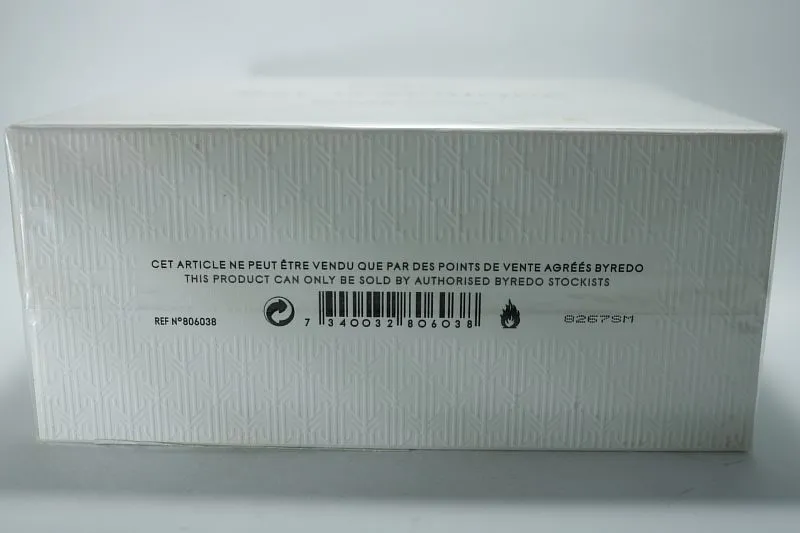 CET ARTICLE NE PEUT ÊTRE VENDU QUE PAR DES POINTS DE VENTE AGRÉÉS BYREDO
THIS PRODUCT CAN ONLY BE SOLD BY AUTHORISED BYREDO STOCKISTS
REF Nº806038 7 340032 806038 8267SM